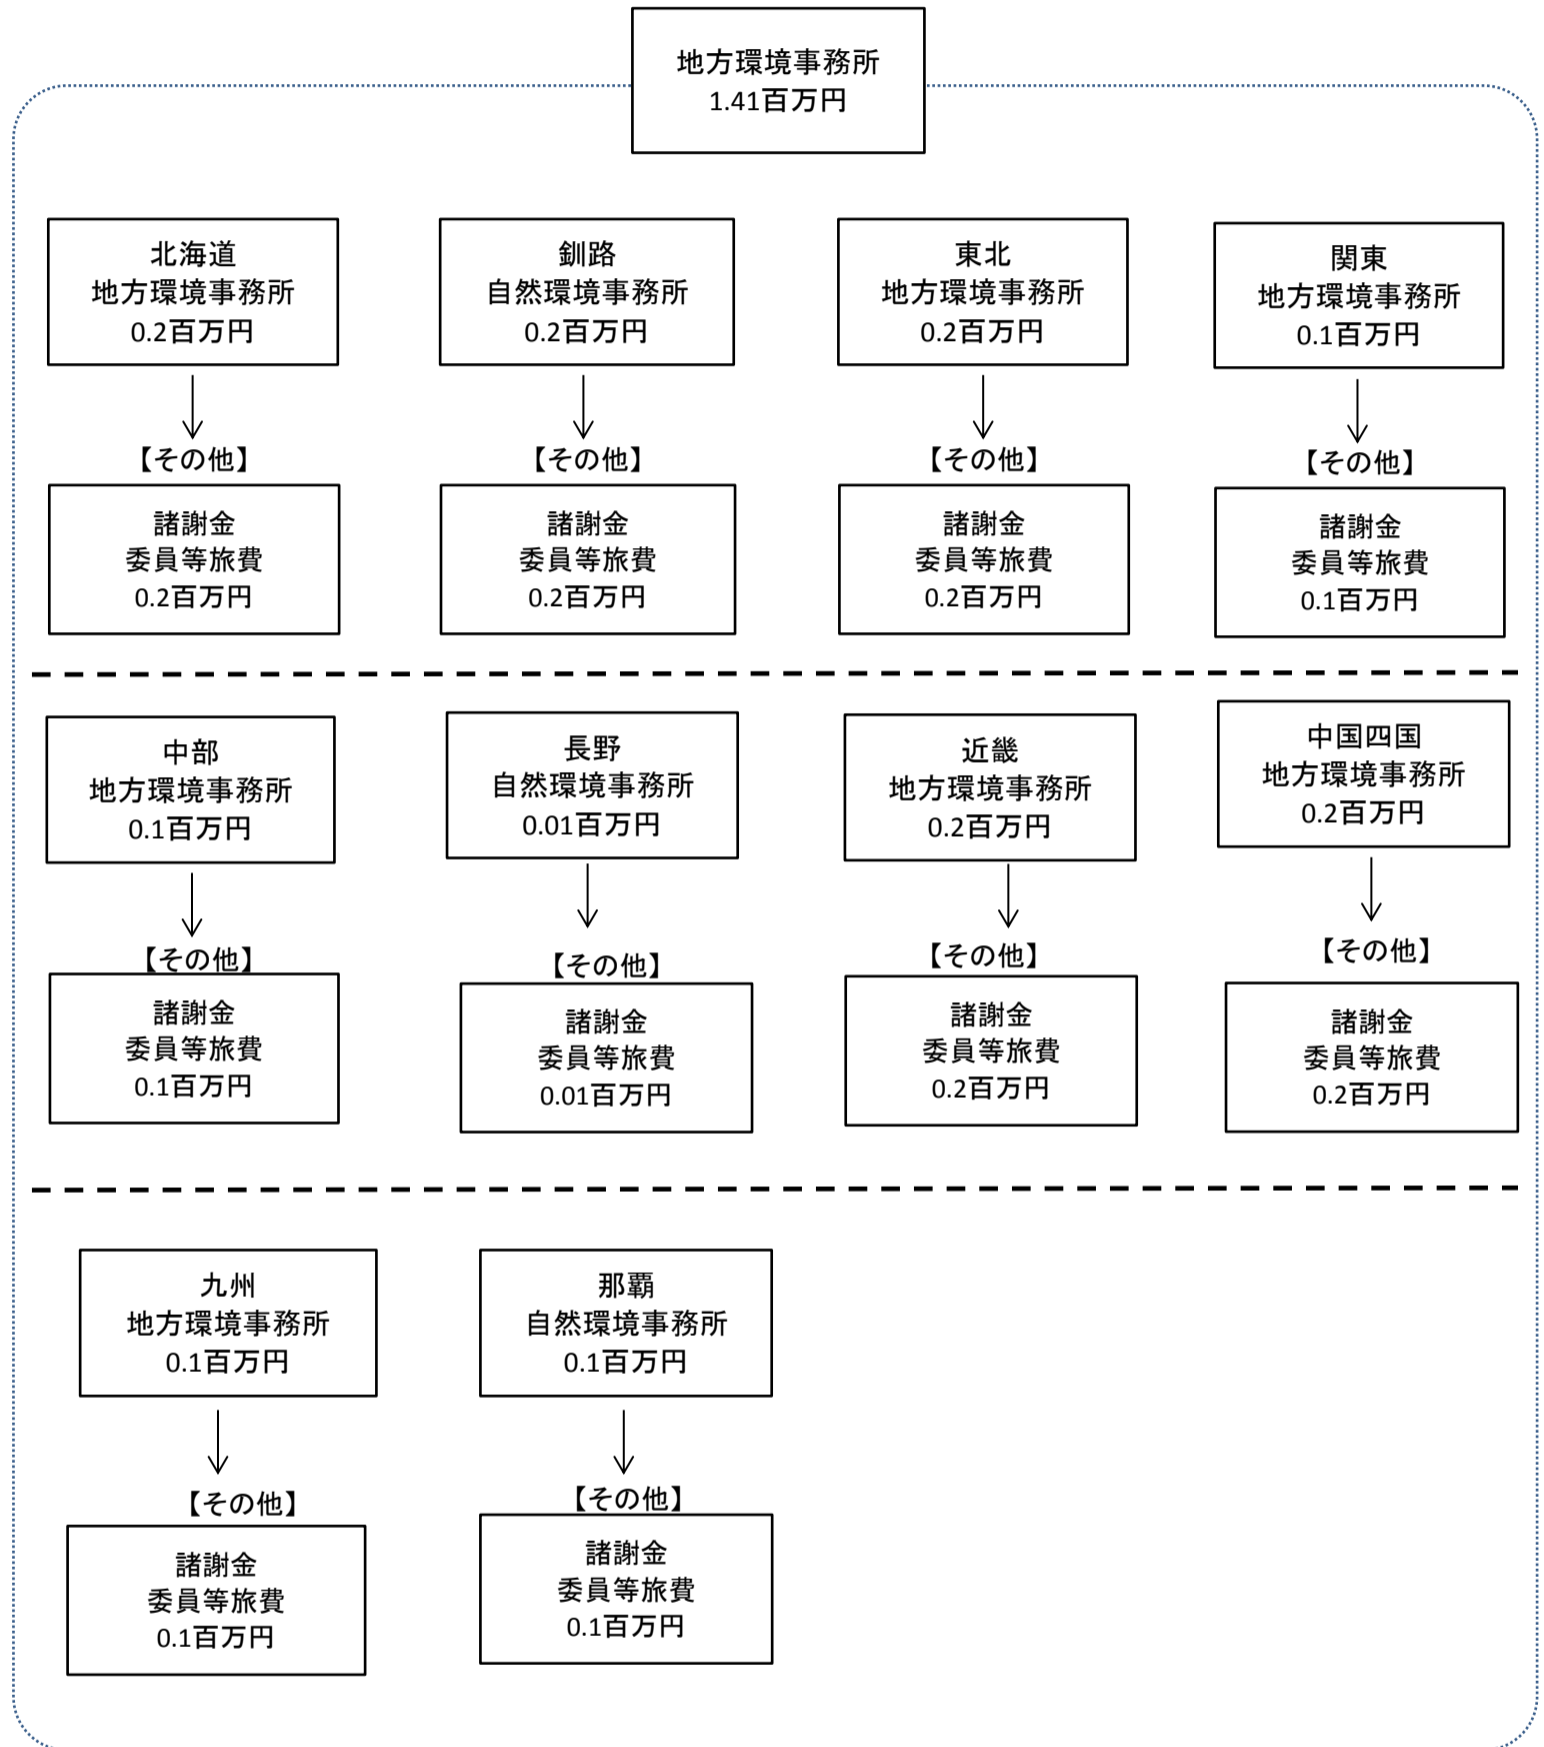 地方環境事務所
1.41百万円
北海道
地方環境事務所
0.2百万円
釧路
自然環境事務所
0.2百万円
東北
地方環境事務所
0.2百万円
関東
地方環境事務所
0.1百万円
【その他】
【その他】
【その他】
【その他】
諸謝金
委員等旅費
0.2百万円
諸謝金
委員等旅費
0.2百万円
諸謝金
委員等旅費
0.2百万円
諸謝金
委員等旅費
0.1百万円
中部
地方環境事務所
0.1百万円
長野
自然環境事務所
0.01百万円
近畿
地方環境事務所
0.2百万円
中国四国
地方環境事務所
0.2百万円
【その他】
【その他】
【その他】
【その他】
諸謝金
委員等旅費
0.1百万円
諸謝金
委員等旅費
0.01百万円
諸謝金
委員等旅費
0.2百万円
諸謝金
委員等旅費
0.2百万円
九州
地方環境事務所
0.1百万円
那覇
自然環境事務所
0.1百万円
【その他】
【その他】
諸謝金
委員等旅費
0.1百万円
諸謝金
委員等旅費
0.1百万円